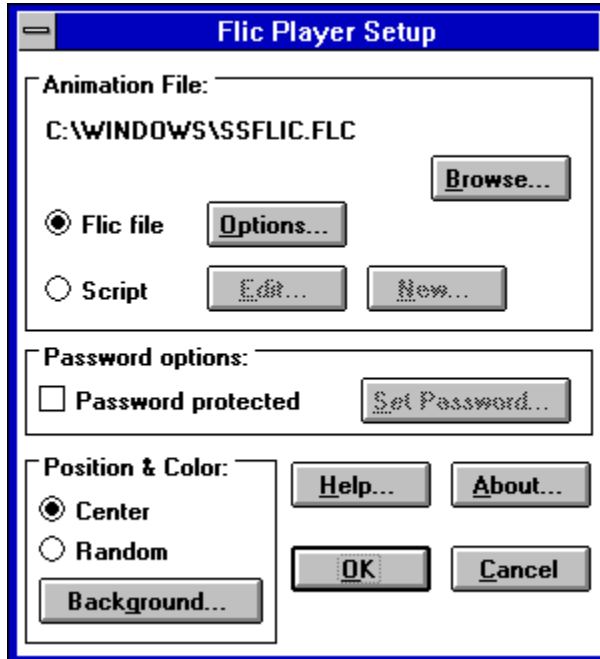 Flic Player Setup
Animation File:
C:\WINDOWS\SSFLIC.FLC
Browse...
Flic file Options...
Script Edit... New...
Password options:
Password protected Set Password...
Position & Color:
Help... About...
Center
Random
OK Cancel
Background...